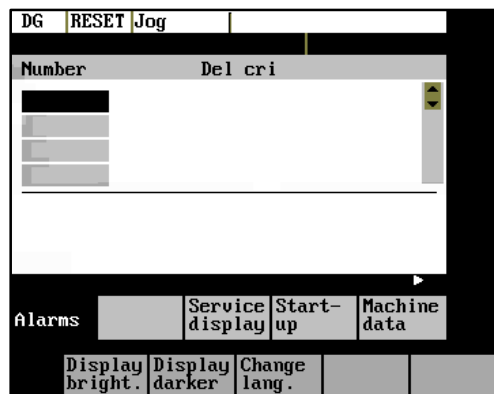 DG RESET Jog
Number Del cri
Alarms
Service display
Start-up
Machine data
Display bright.
Display darker
Change lang.